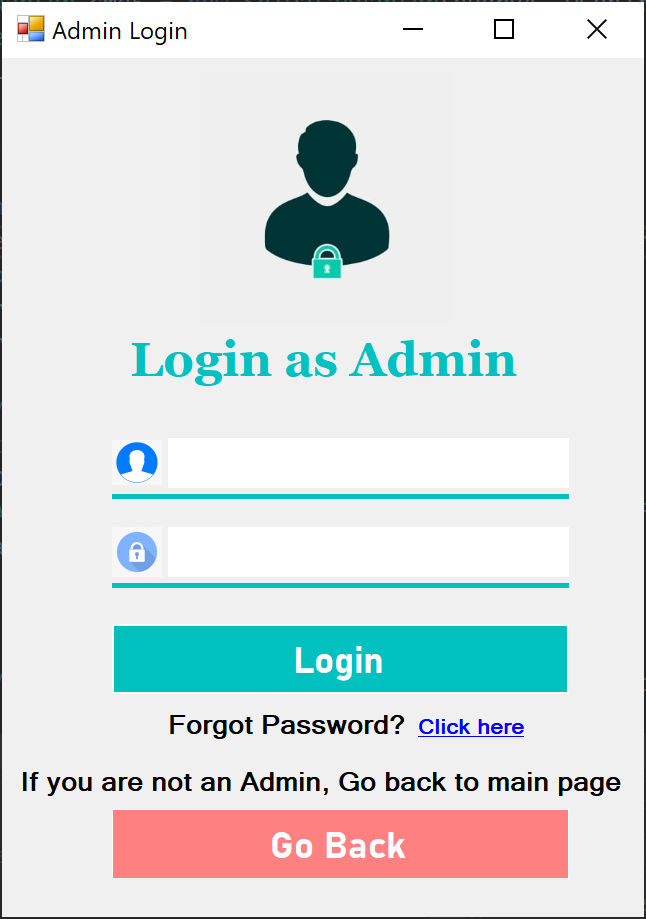 Admin Login
Login as Admin
Login
Forgot Password? Click here
If you are not an Admin, Go back to main page
Go Back